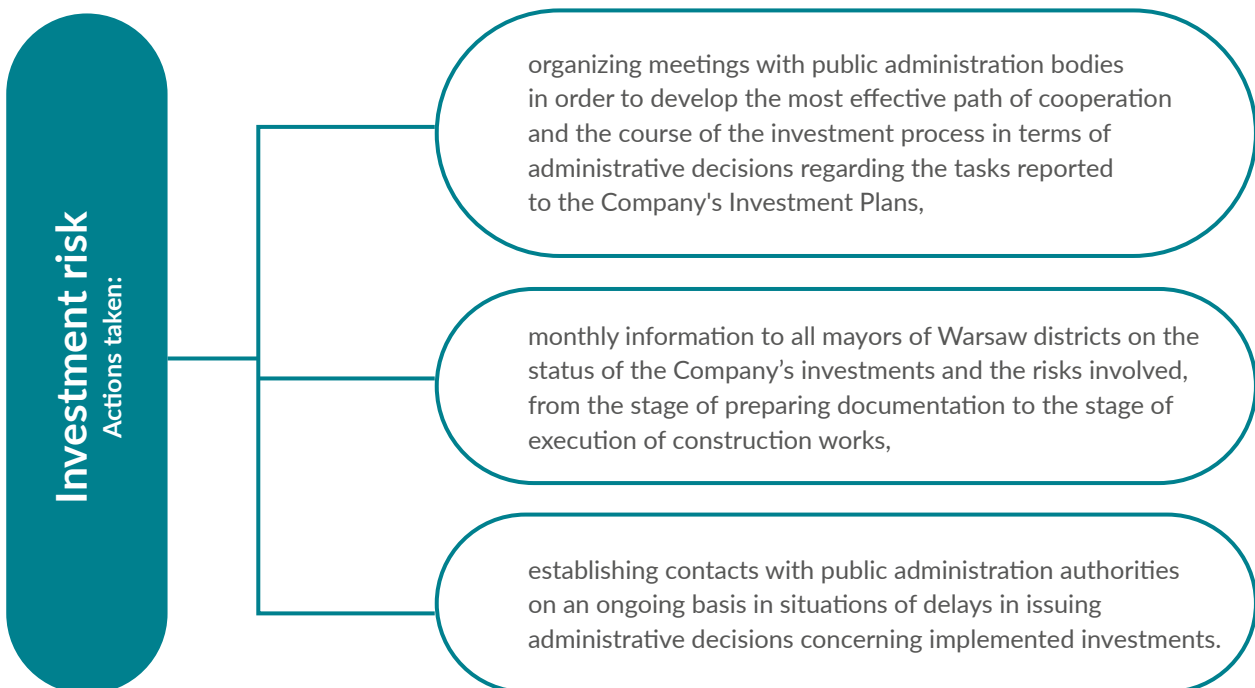 Investment risk
Actions taken:
organizing meetings with public administration bodies
in order to develop the most effective path of cooperation
and the course of the investment process in terms of
administrative decisions regarding the tasks reported
to the Company's Investment Plans,
monthly information to all mayors of Warsaw districts on the
status of the Company’s investments and the risks involved,
from the stage of preparing documentation to the stage of
execution of construction works,
establishing contacts with public administration authorities
on an ongoing basis in situations of delays in issuing
administrative decisions concerning implemented investments.